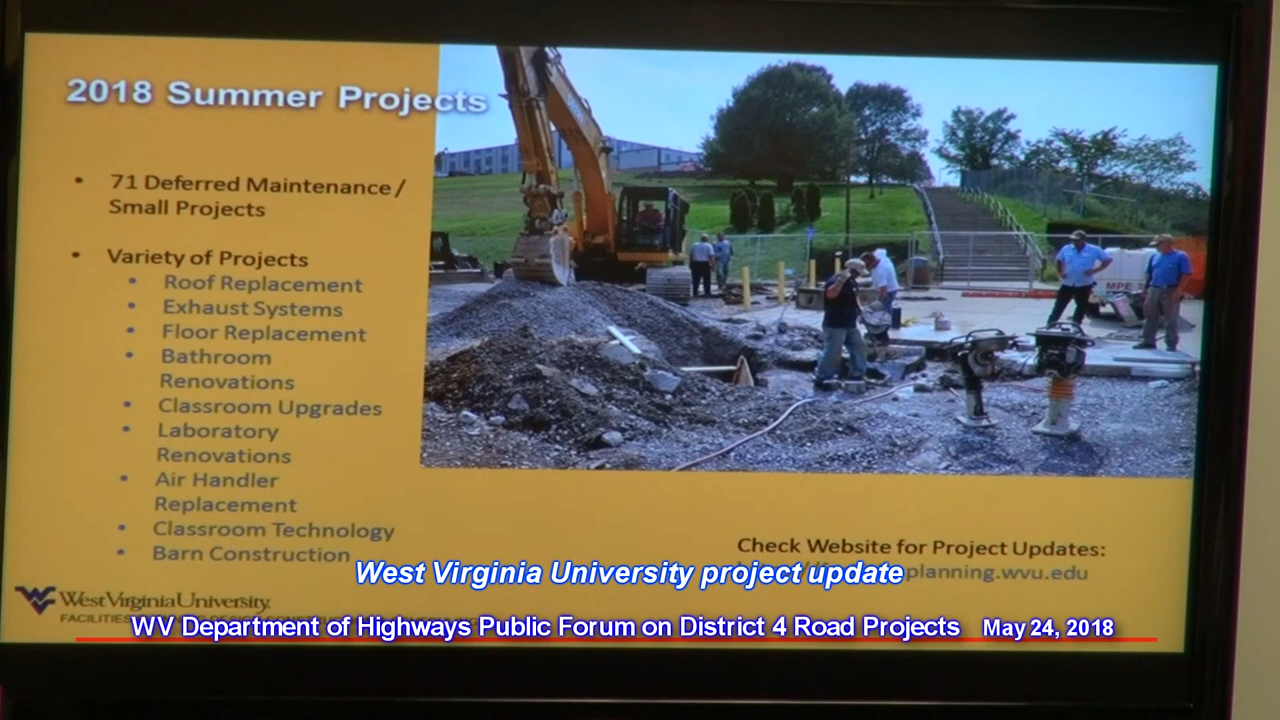 2018 Summer Projects
• 71 Deferred Maintenance /
Small Projects
• Variety of Projects
• Roof Replacement
• Exhaust Systems
• Floor Replacement
• Bathroom
Renovations
• Classroom Upgrades
• Laboratory
Renovations
• Air Handler
Replacement
• Classroom Technology
• Barn Construction
MPE
Check Website for Project Updates:
planning.wvu.edu
West Virginia University project update
WestVirginiaUniversity.
FACILITIES
WV Department of Highways Public Forum on District 4 Road Projects May 24, 2018